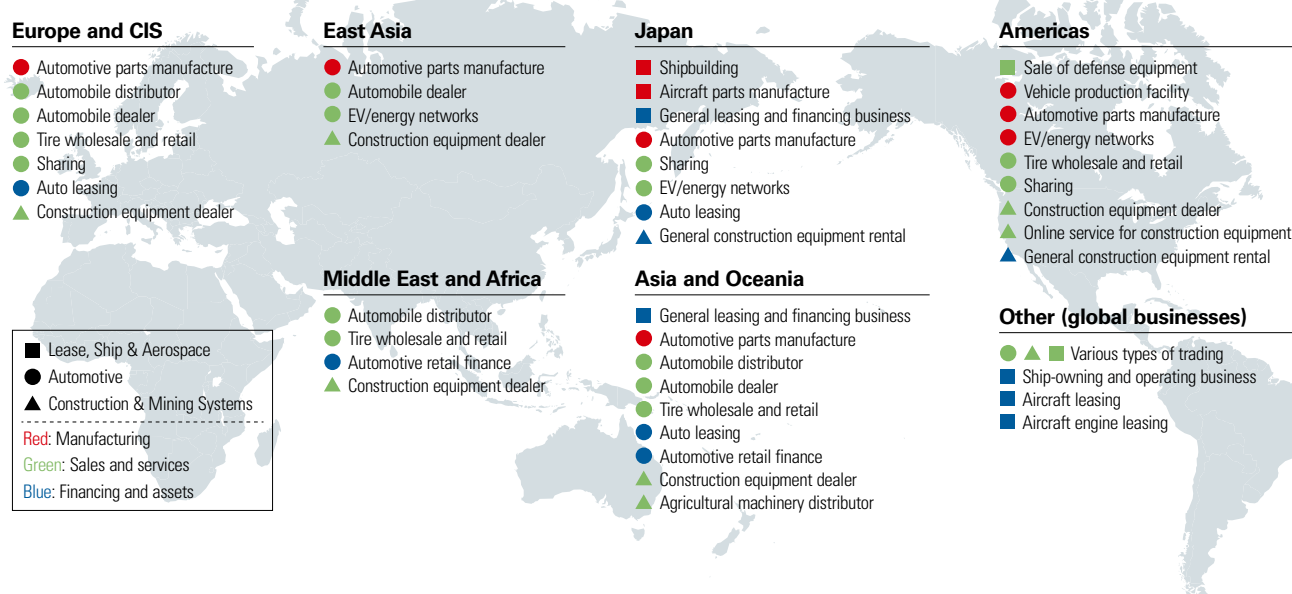 Europe and CIS
Automotive parts manufacture
Automobile distributor
Automobile dealer
Tire wholesale and retail
Sharing
Auto leasing
Construction equipment dealer
East Asia
Automotive parts manufacture
Automobile dealer
EV/energy networks
Construction equipment dealer
Japan
Shipbuilding
Aircraft parts manufacture
General leasing and financing business
Automotive parts manufacture
Sharing
EV/energy networks
Auto leasing
General construction equipment rental
Americas
Sale of defense equipment
Vehicle production facility
Automotive parts manufacture
EV/energy networks
Tire wholesale and retail
Sharing
Construction equipment dealer
Online service for construction equipment
General construction equipment rental
Middle East and Africa
Automobile distributor
Tire wholesale and retail
Automotive retail finance
Construction equipment dealer
Asia and Oceania
General leasing and financing business
Automotive parts manufacture
Automobile distributor
Automobile dealer
Tire wholesale and retail
Auto leasing
Automotive retail finance
Construction equipment dealer
Agricultural machinery distributor
Other (global businesses)
Various types of trading
Ship-owning and operating business
Aircraft leasing
Aircraft engine leasing
Lease, Ship & Aerospace
Automotive
Construction & Mining Systems
Red: Manufacturing
Green: Sales and services
Blue: Financing and assets